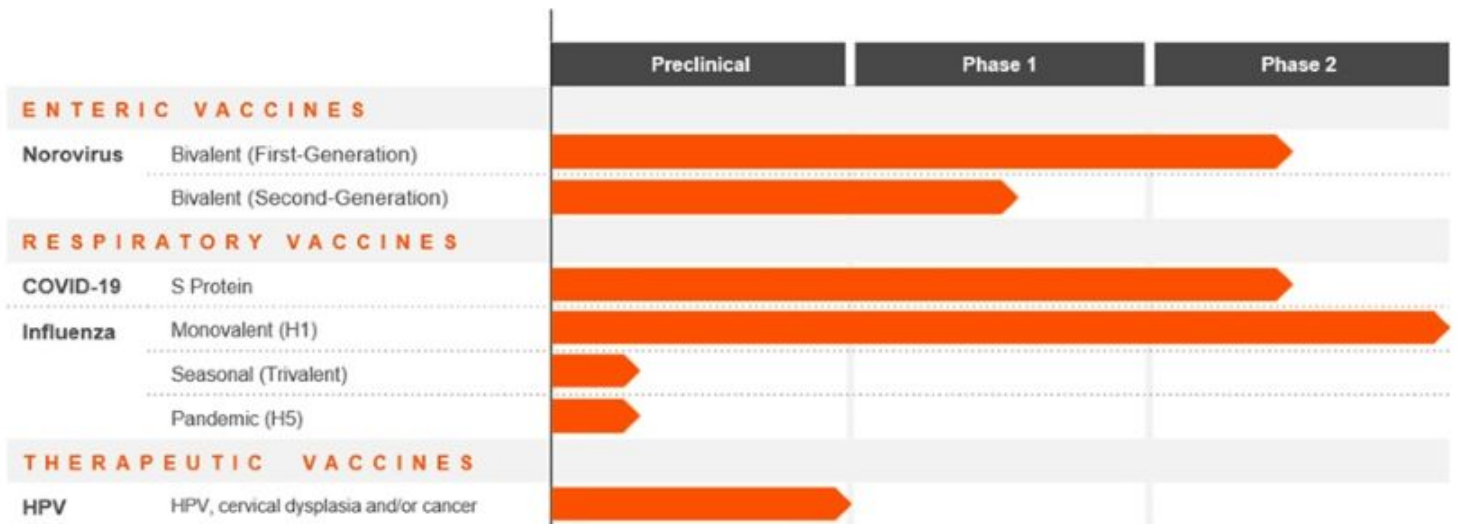 Preclinical Phase 1 Phase 2
ENTERIC VACCINES
Norovirus Bivalent (First-Generation)
Bivalent (Second-Generation)
RESPIRATORY VACCINES
COVID-19 S Protein
Influenza Monovalent (H1)
Seasonal (Trivalent)
Pandemic (H5)
THERAPEUTIC VACCINES
HPV HPV, cervical dysplasia and/or cancer